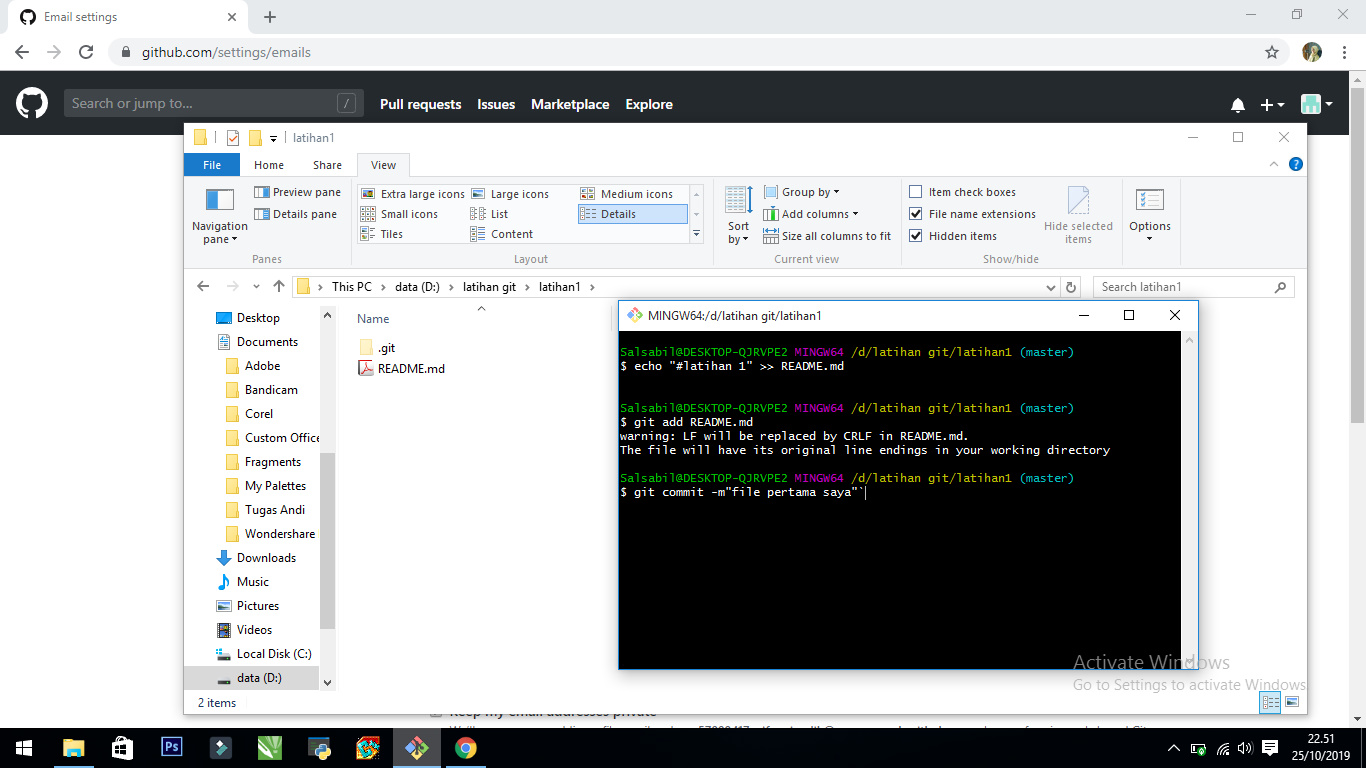 Email settings
github.com/settings/emails
Search or jump to...
/
Pull requests Issues Marketplace Explore
latihan1
File Home Share View
Navigation pane
Preview pane
Details pane
Panes
Extra large icons Large icons Medium icons
Small icons List Details
Tiles Content
Layout
Sort by
Group by
Add columns
Size all columns to fit
Current view
Item check boxes
File name extensions
Hidden items
Hide selected items
Show/hide
Options
This PC data (D:) latihan git latihan1
Search latihan1
Desktop
Documents
Adobe
Bandicam
Corel
Custom Office
Fragments
My Palettes
Tugas Andi
Wondershare
Downloads
Music
Pictures
Videos
Local Disk (C:)
data (D:)
Name
.git
README.md
2 items
MINGW64:/d/latihan git/latihan1
Salsabil@DESKTOP-QJRVPE2 MINGW64 /d/latihan git/latihan1 (master)
$ echo "#latihan 1" >> README.md
Salsabil@DESKTOP-QJRVPE2 MINGW64 /d/latihan git/latihan1 (master)
$ git add README.md
warning: LF will be replaced by CRLF in README.md.
The file will have its original line endings in your working directory
Salsabil@DESKTOP-QJRVPE2 MINGW64 /d/latihan git/latihan1 (master)
$ git commit -m"file pertama saya"`
Activate Windows
Go to Settings to activate Windows.
Keep my email addresses private
Ps
22.51
25/10/2019